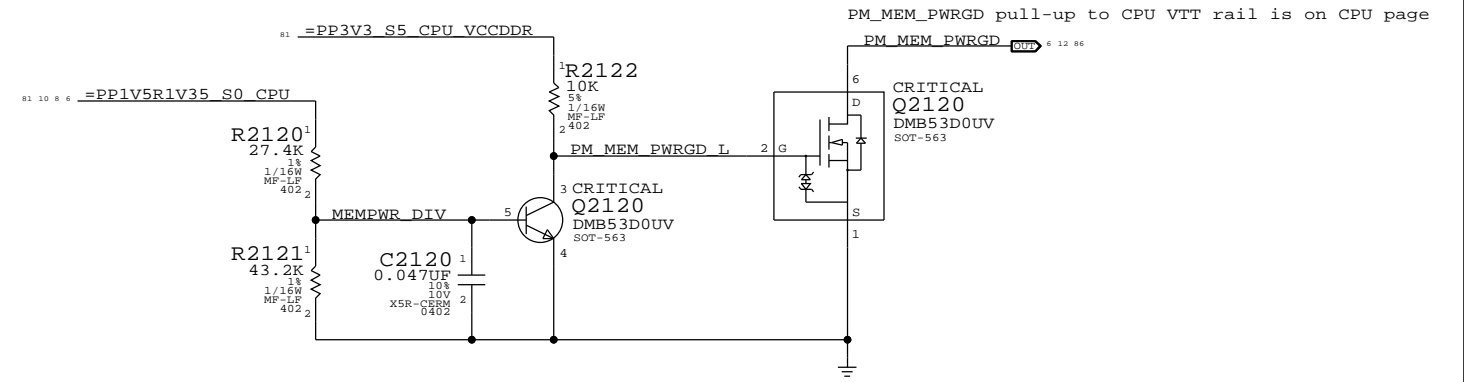 PM_MEM_PWRGD pull-up to CPU VTT rail is on CPU page
81 =PP3V3_S5_CPU_VCCDDR
PM_MEM_PWRGD OUT 6 12 86
81 10 8 6 =PP1V5R1V35_S0_CPU
1
R2122
10K
5%
1/16W
MF-LF
402
2
6
D
CRITICAL
Q2120
DMB53D0UV
SOT-563
R2120
1
27.4K
1%
1/16W
MF-LF
402
2
PM_MEM_PWRGD_L
2
G
3
CRITICAL
Q2120
DMB53D0UV
SOT-563
MEMPWR_DIV
5
4
S
1
R2121
1
43.2K
1%
1/16W
MF-LF
402
2
C2120
1
0.047UF
10%
10V
X5R-CERM
0402
2